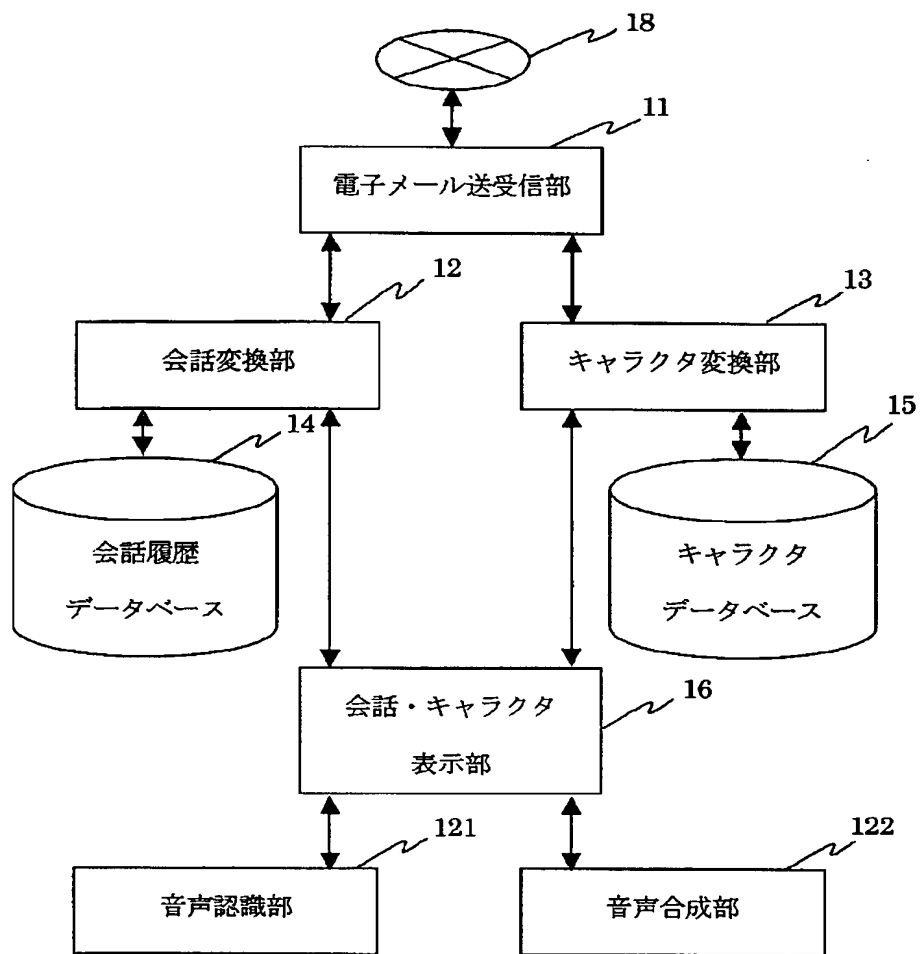 18
11
電子メール送受信部
12
13
会話変換部
キャラクタ変換部
14
15
会話履歴
データベース
キャラクタ
データベース
16
会話・キャラクタ
表示部
121
122
音声認識部
音声合成部